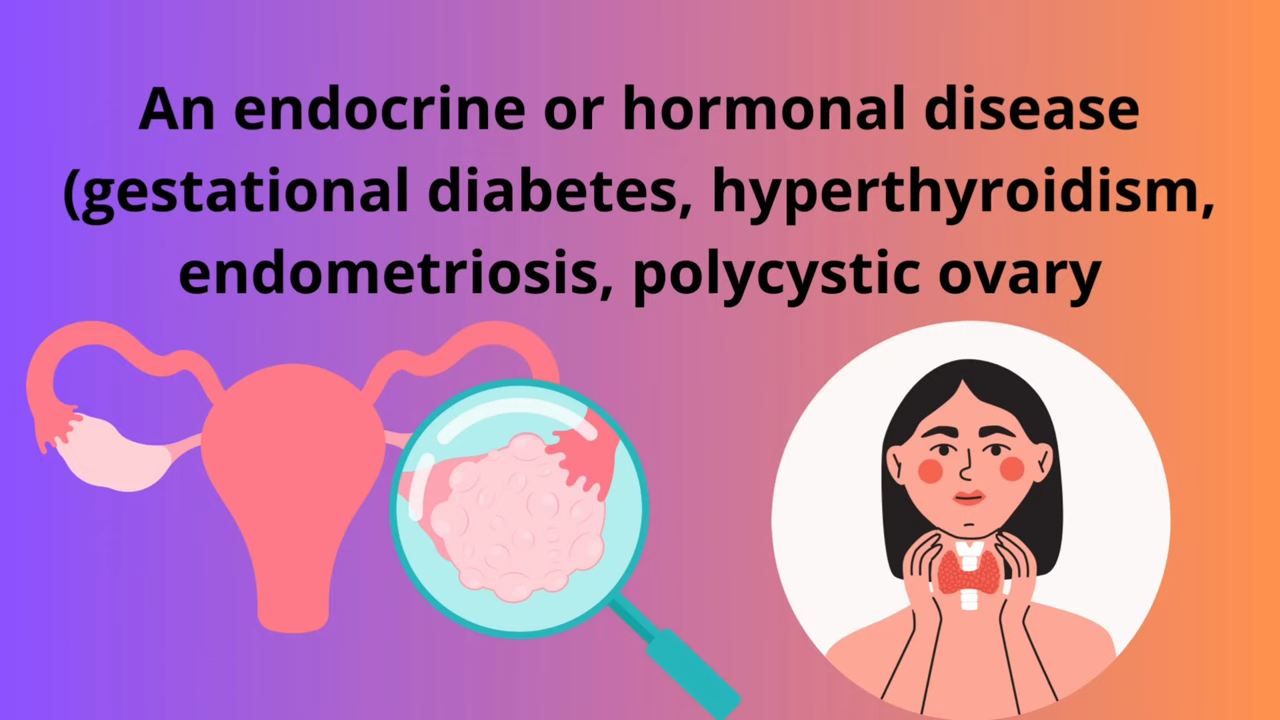 An endocrine or hormonal disease
(gestational diabetes, hyperthyroidism,
endometriosis, polycystic ovary